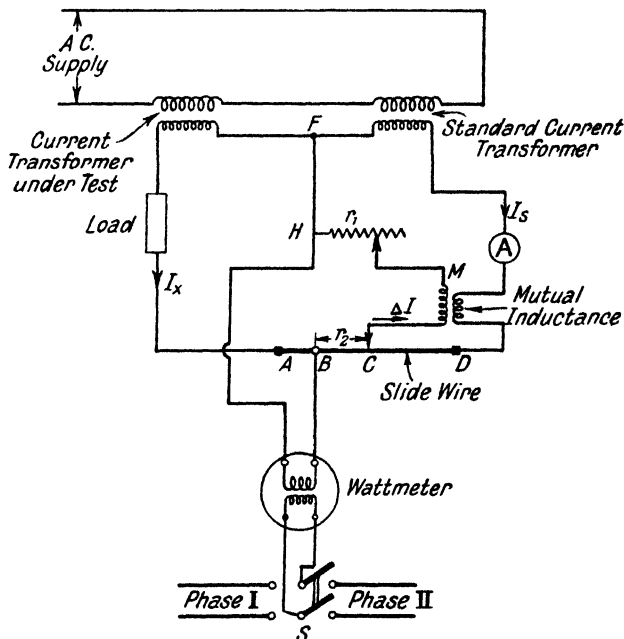 A.C.
Supply
Current
Transformer
under Test
F
Standard Current
Transformer
Load
H
r₁
Iₛ
A
M
Iₓ
ΔI
Mutual
Inductance
r₂
A
B
C
D
Slide Wire
Wattmeter
Phase I
Phase II
S